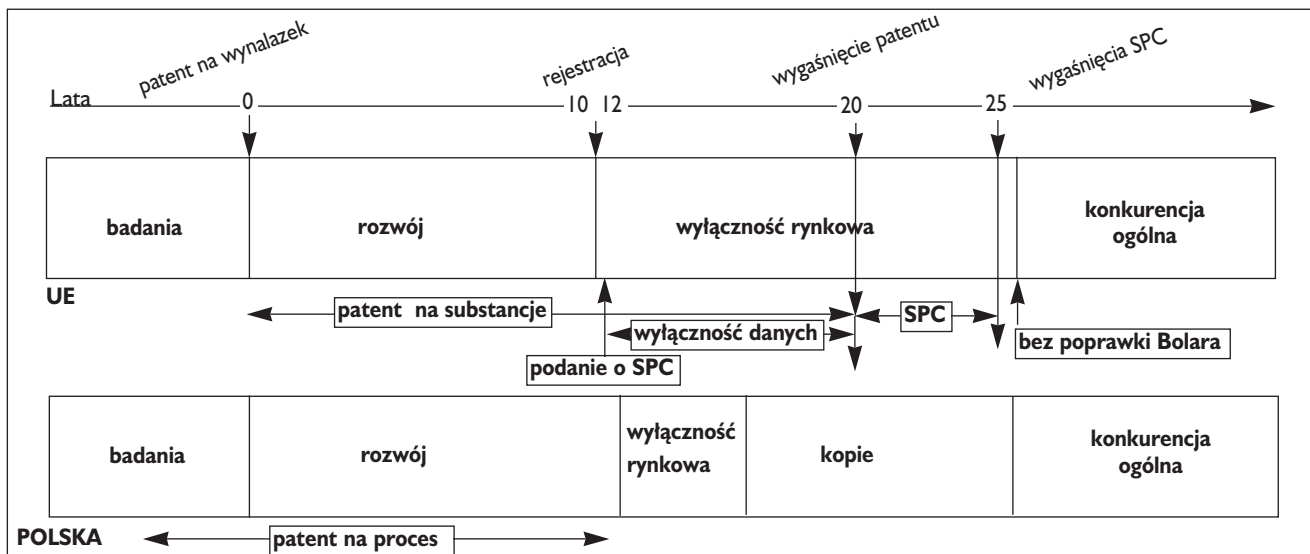 patent na wynalazek
rejestracja
wygaśnięcie patentu
wygaśnięcia SPC
Lata
0
10 12
20
25
badania
rozwój
wyłączność rynkowa
konkurencja
ogólna
UE
patent na substancje
SPC
wyłączność danych
bez poprawki Bolara
podanie o SPC
badania
rozwój
wyłączność
rynkowa
kopie
konkurencja
ogólna
POLSKA
patent na proces